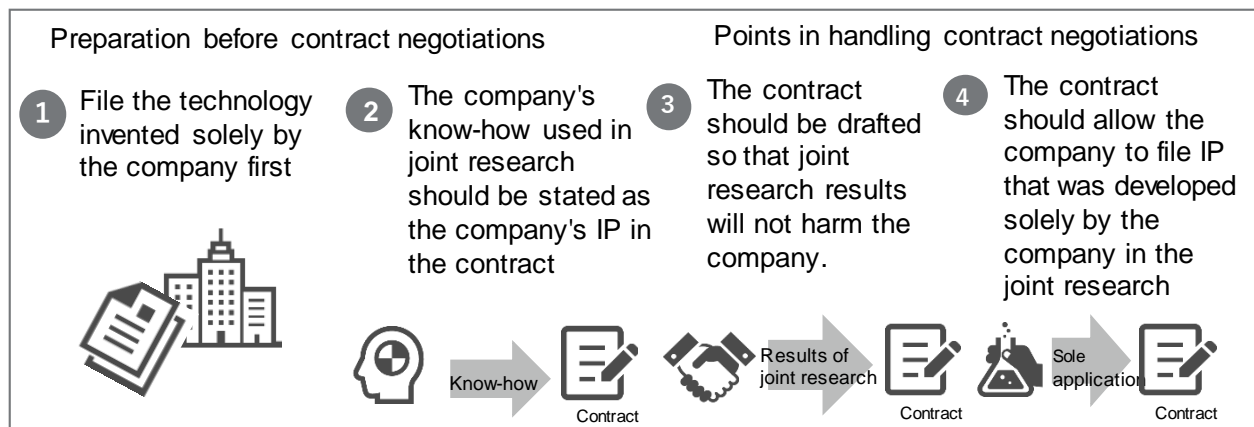 Preparation before contract negotiations
Points in handling contract negotiations
1
File the technology
invented solely by
the company first
2
The company's
know-how used in
joint research
should be stated as
the company's IP in
the contract
Know-how
Contract
3
The contract
should be drafted
so that joint
research results
will not harm the
company.
Results of
joint research
Contract
4
The contract
should allow the
company to file IP
that was developed
solely by the
company in the
joint research
Sole
application
Contract